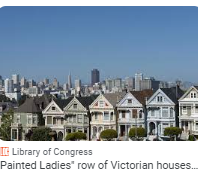 Library of Congress
Painted Ladies" row of Victorian houses...